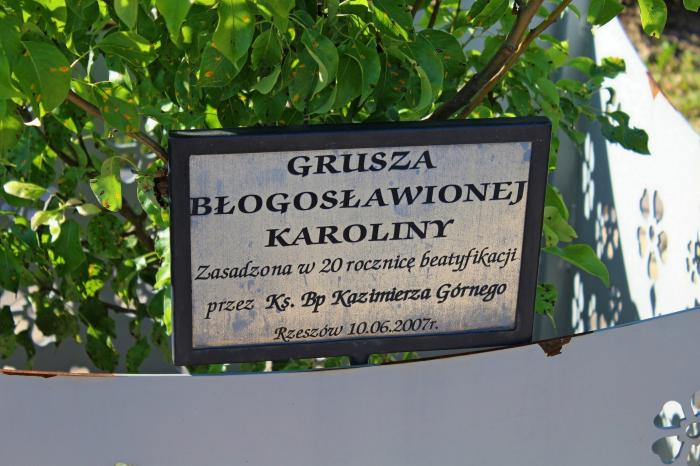 GRUSZA
BŁOGOSŁAWIONEJ
KAROLINY
Zasadzona w 20 rocznicę beatyfikacji
przez Ks. Bp Kazimierza Górnego
Rzeszów 10.06.2007r.